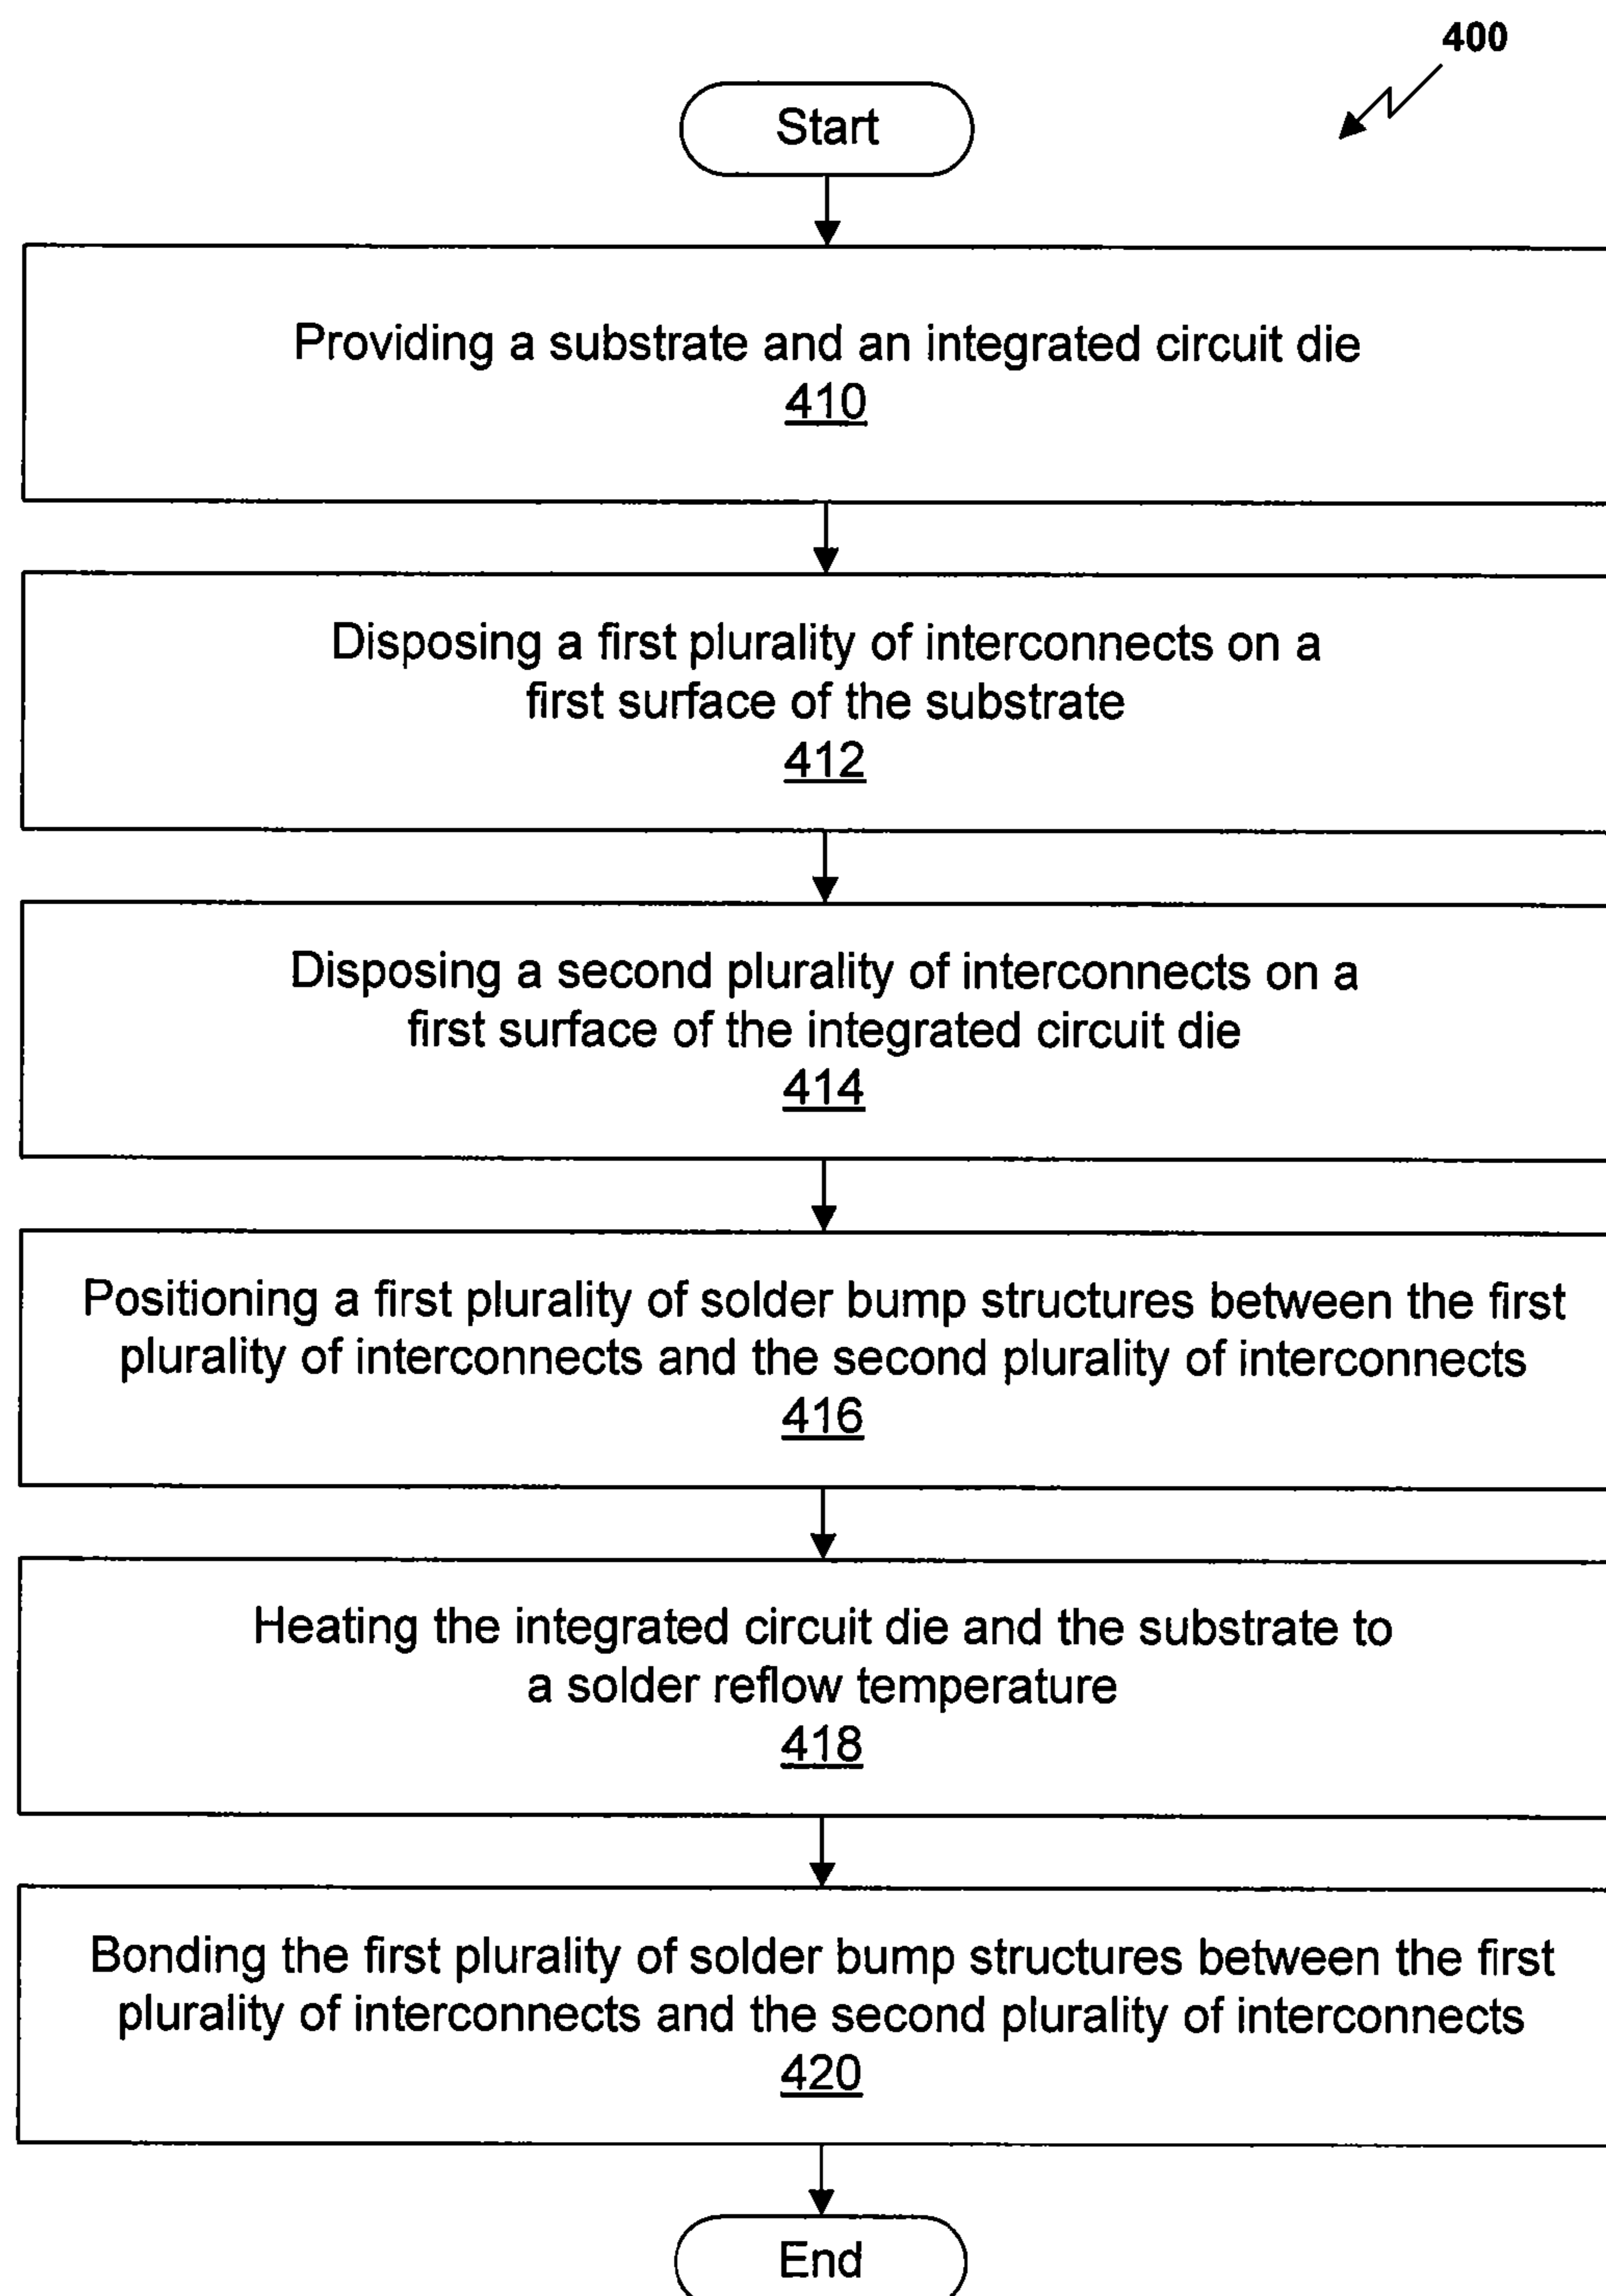 400
Start
Providing a substrate and an integrated circuit die
410
Disposing a first plurality of interconnects on a
first surface of the substrate
412
Disposing a second plurality of interconnects on a
first surface of the integrated circuit die
414
Positioning a first plurality of solder bump structures between the first
plurality of interconnects and the second plurality of interconnects
416
Heating the integrated circuit die and the substrate to
a solder reflow temperature
418
Bonding the first plurality of solder bump structures between the first
plurality of interconnects and the second plurality of interconnects
420
End